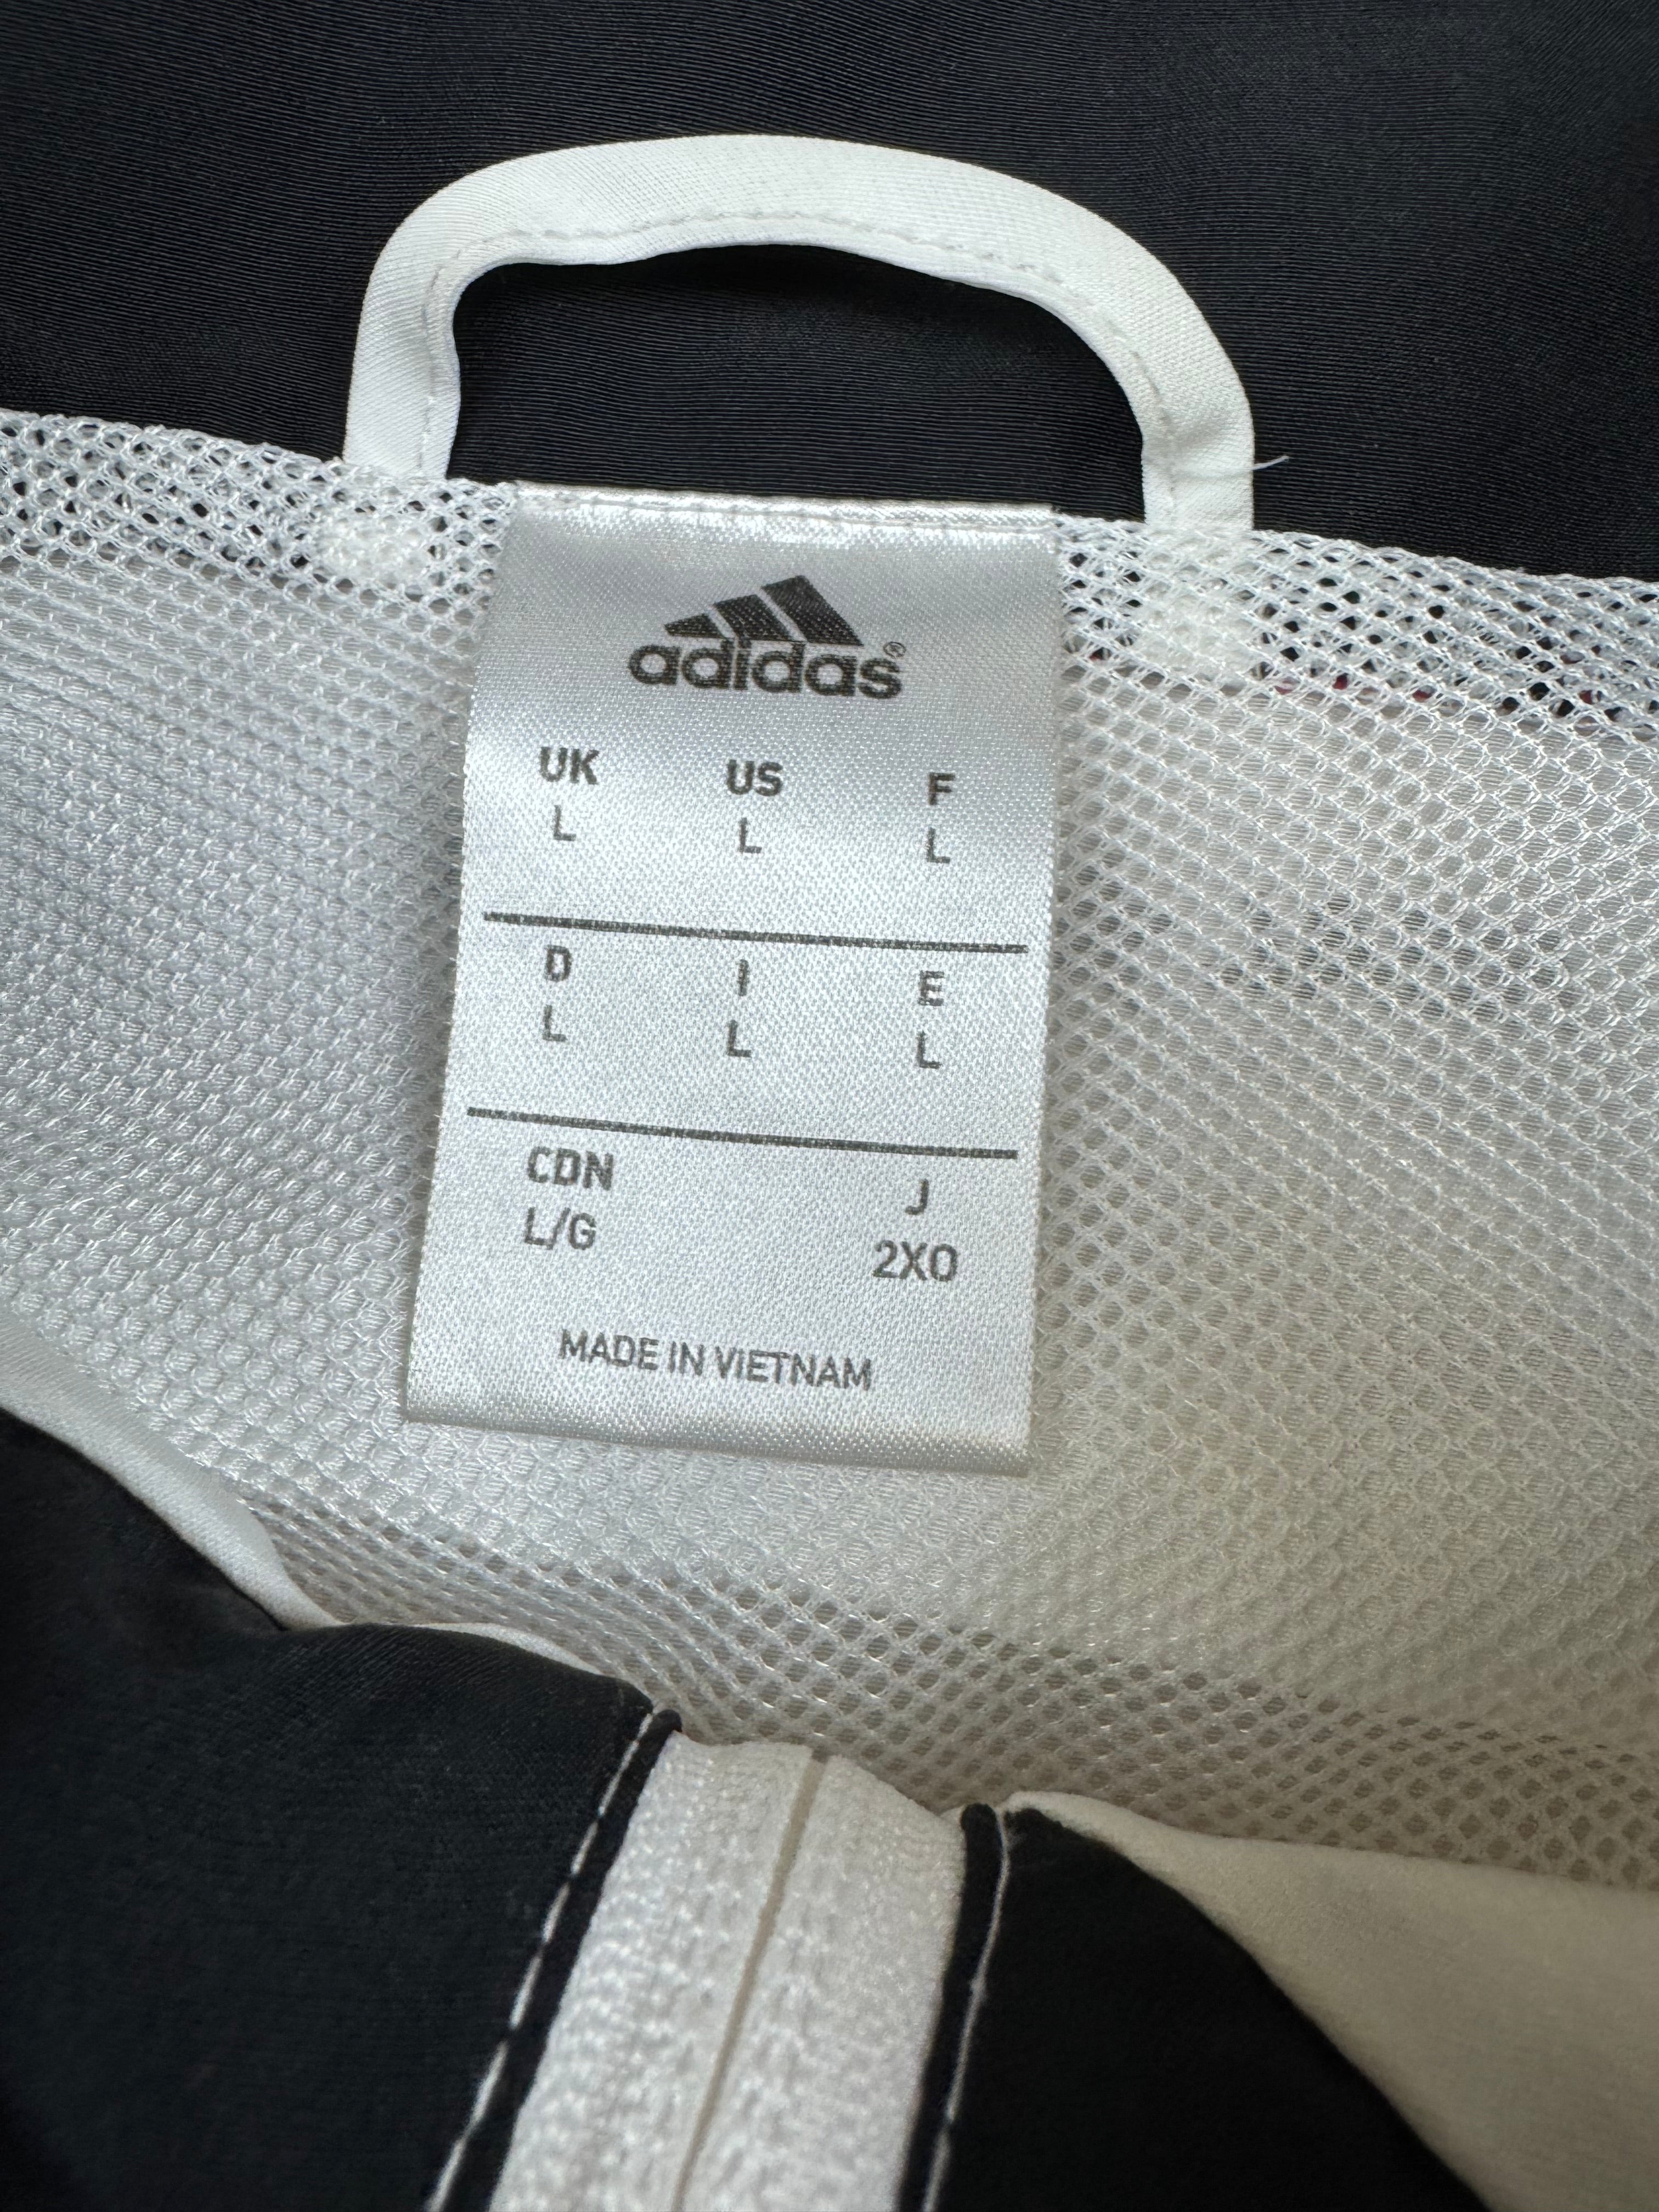 adidas®
UK US F
L L L
D I E
L L L
CDN J
L/G 2XO
MADE IN VIETNAM